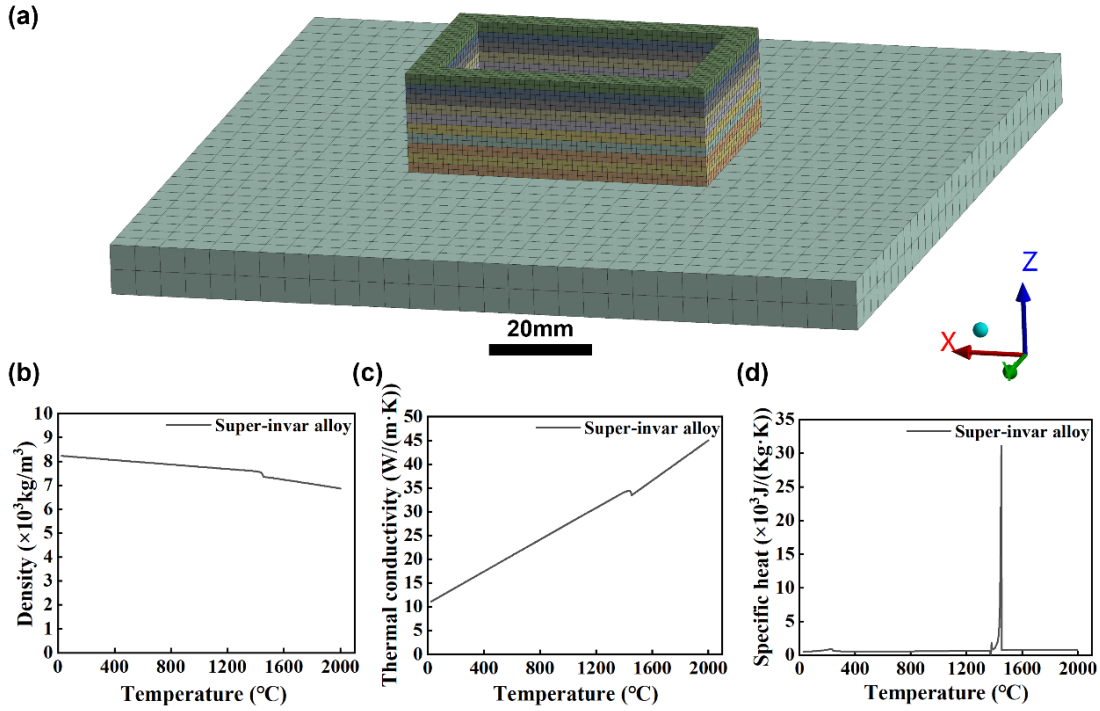 (a)
20mm
Z
X
Y
(b)
(c)
(d)
Density (×10³kg/m³)
10
9
8
7
6
5
4
3
2
1
0
Super-invar alloy
0
400
800
1200
1600
2000
Temperature (℃)
Thermal conductivity (W/(m·K))
50
45
40
35
30
25
20
15
10
5
0
Super-invar alloy
0
400
800
1200
1600
2000
Temperature (℃)
Specific heat (×10³J/(Kg·K))
35
30
25
20
15
10
5
0
Super-invar alloy
0
400
800
1200
1600
2000
Temperature (℃)